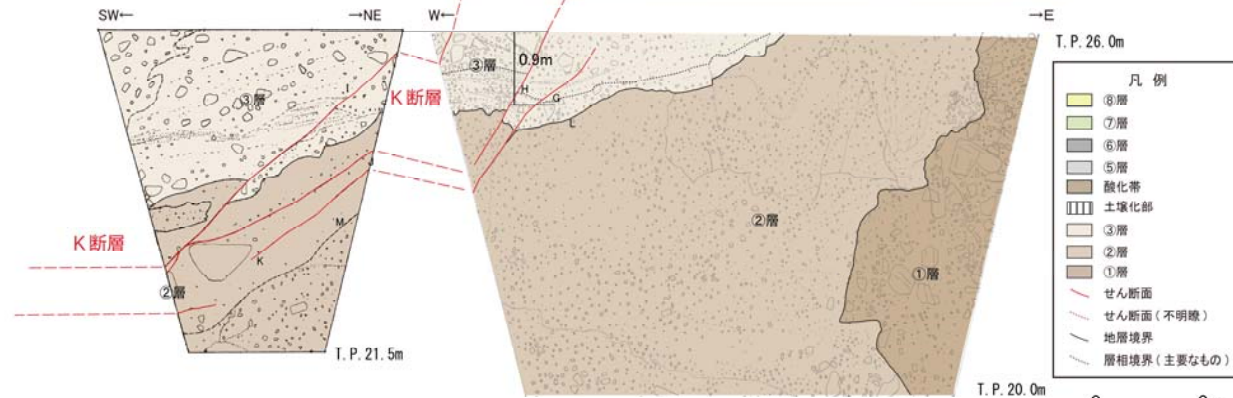 SW← →NE W← →E
T.P.26.0m
③層
I
K断層
③層
0.9m
H
G
L
J
M
K断層
K
②層
②層
①層
T.P.21.5m
T.P.20.0m
凡 例
⑧層
⑦層
⑥層
⑤層
酸化帯
土壌化部
③層
②層
①層
せん断面
せん断面(不明瞭)
地層境界
層相境界(主要なもの)